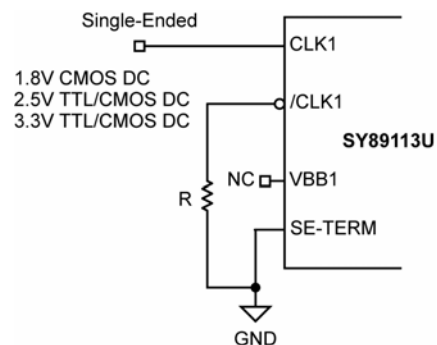 Single-Ended
CLK1
1.8V CMOS DC
2.5V TTL/CMOS DC
3.3V TTL/CMOS DC
/CLK1
SY89113U
NC
VBB1
R
SE-TERM
GND